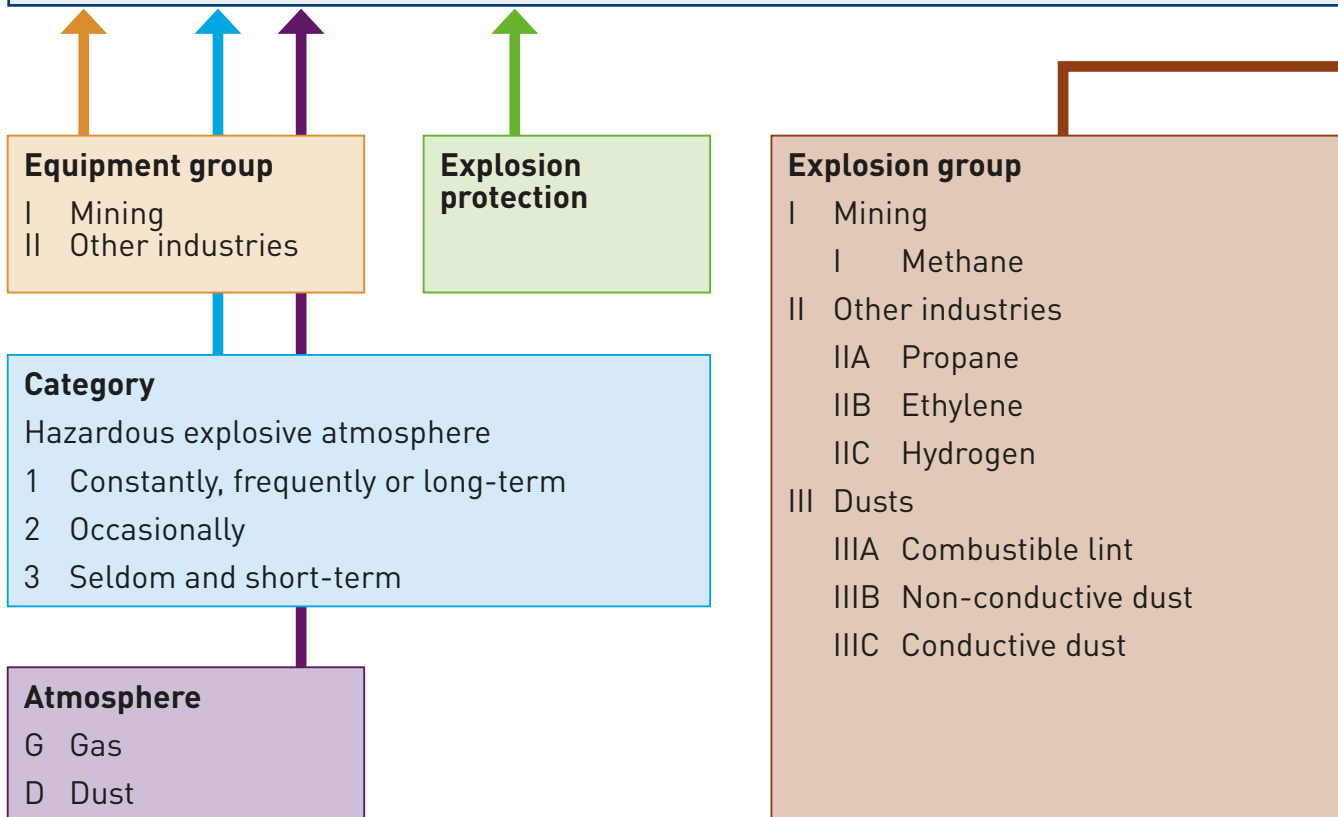 Equipment group
I Mining
II Other industries
Explosion
protection
Explosion group
I Mining
I Methane
II Other industries
IIA Propane
IIB Ethylene
IIC Hydrogen
III Dusts
IIIA Combustible lint
IIIB Non-conductive dust
IIIC Conductive dust
Category
Hazardous explosive atmosphere
1 Constantly, frequently or long-term
2 Occasionally
3 Seldom and short-term
Atmosphere
G Gas
D Dust